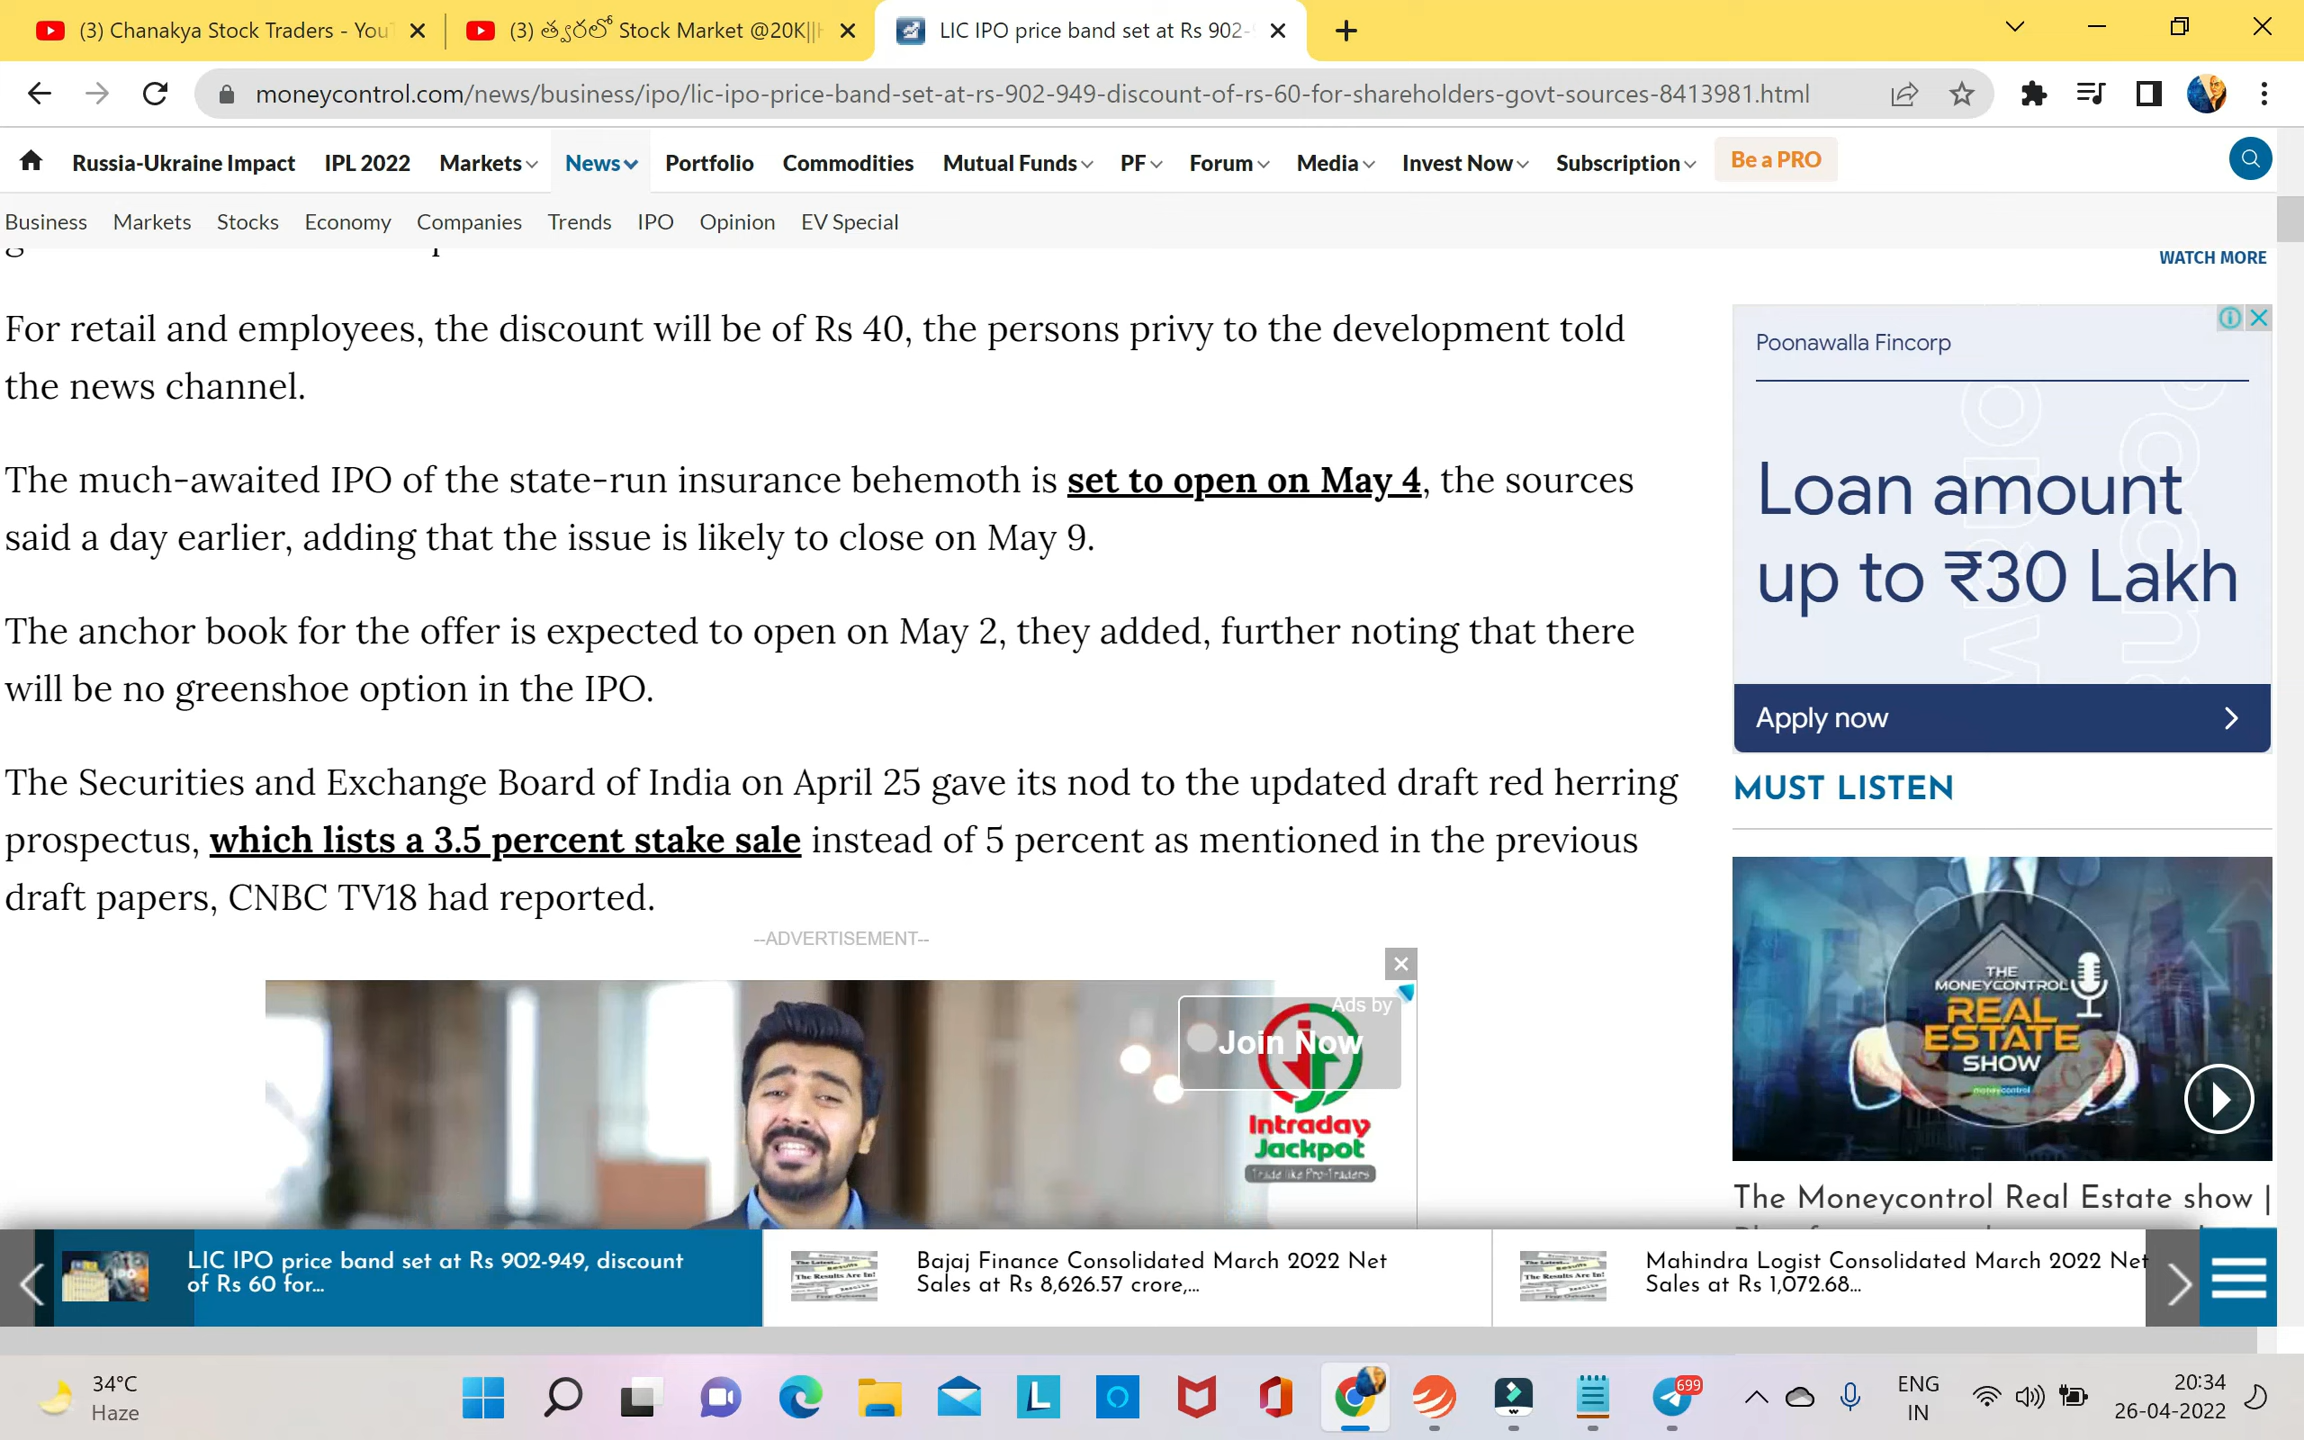 (3) Chanakya Stock Traders - You
(3) త్వరలో Stock Market @20K||
LIC IPO price band set at Rs 902-
moneycontrol.com/news/business/ipo/lic-ipo-price-band-set-at-rs-902-949-discount-of-rs-60-for-shareholders-govt-sources-8413981.html
Russia-Ukraine Impact IPL 2022 Markets News Portfolio Commodities Mutual Funds PF Forum Media Invest Now Subscription Be a PRO
Business Markets Stocks Economy Companies Trends IPO Opinion EV Special
WATCH MORE
For retail and employees, the discount will be of Rs 40, the persons privy to the development told
the news channel.
The much-awaited IPO of the state-run insurance behemoth is set to open on May 4, the sources
said a day earlier, adding that the issue is likely to close on May 9.
The anchor book for the offer is expected to open on May 2, they added, further noting that there
will be no greenshoe option in the IPO.
The Securities and Exchange Board of India on April 25 gave its nod to the updated draft red herring
prospectus, which lists a 3.5 percent stake sale instead of 5 percent as mentioned in the previous
draft papers, CNBC TV18 had reported.
--ADVERTISEMENT--
Ads by
Join Now
Intraday
Jackpot
Trade like Pro-Traders
Poonawalla Fincorp
Loan amount
up to ₹30 Lakh
Apply now
MUST LISTEN
THE
MONEYCONTROL
REAL
ESTATE
SHOW
moneycontrol
The Moneycontrol Real Estate show |
LIC IPO price band set at Rs 902-949, discount
of Rs 60 for...
Bajaj Finance Consolidated March 2022 Net
Sales at Rs 8,626.57 crore,...
Mahindra Logist Consolidated March 2022 Net
Sales at Rs 1,072.68...
34°C
Haze
699
ENG
IN
20:34
26-04-2022